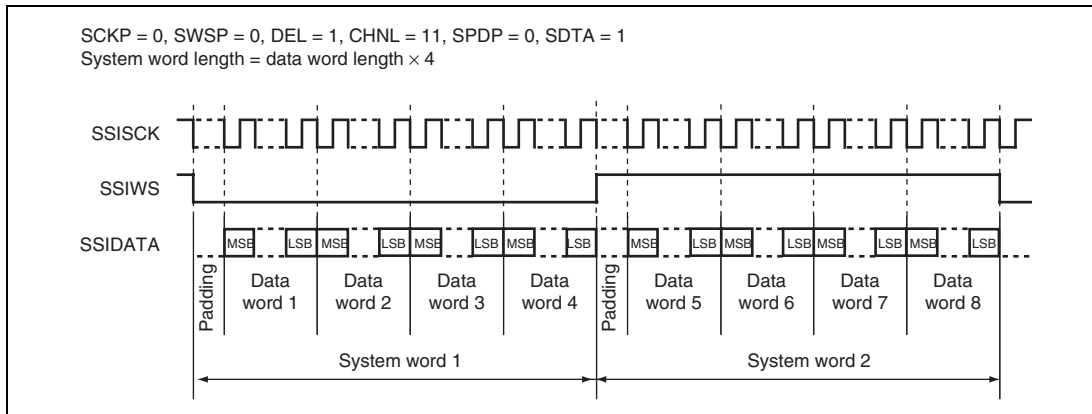 SCKP = 0, SWSP = 0, DEL = 1, CHNL = 11, SPDP = 0, SDTA = 1
System word length = data word length × 4
SSISCK
SSIWS
SSIDATA
MSB LSB MSB LSB MSB LSB MSB LSB MSB LSB MSB LSB MSB LSB MSB LSB
Padding
Data word 1
Data word 2
Data word 3
Data word 4
Padding
Data word 5
Data word 6
Data word 7
Data word 8
System word 1
System word 2